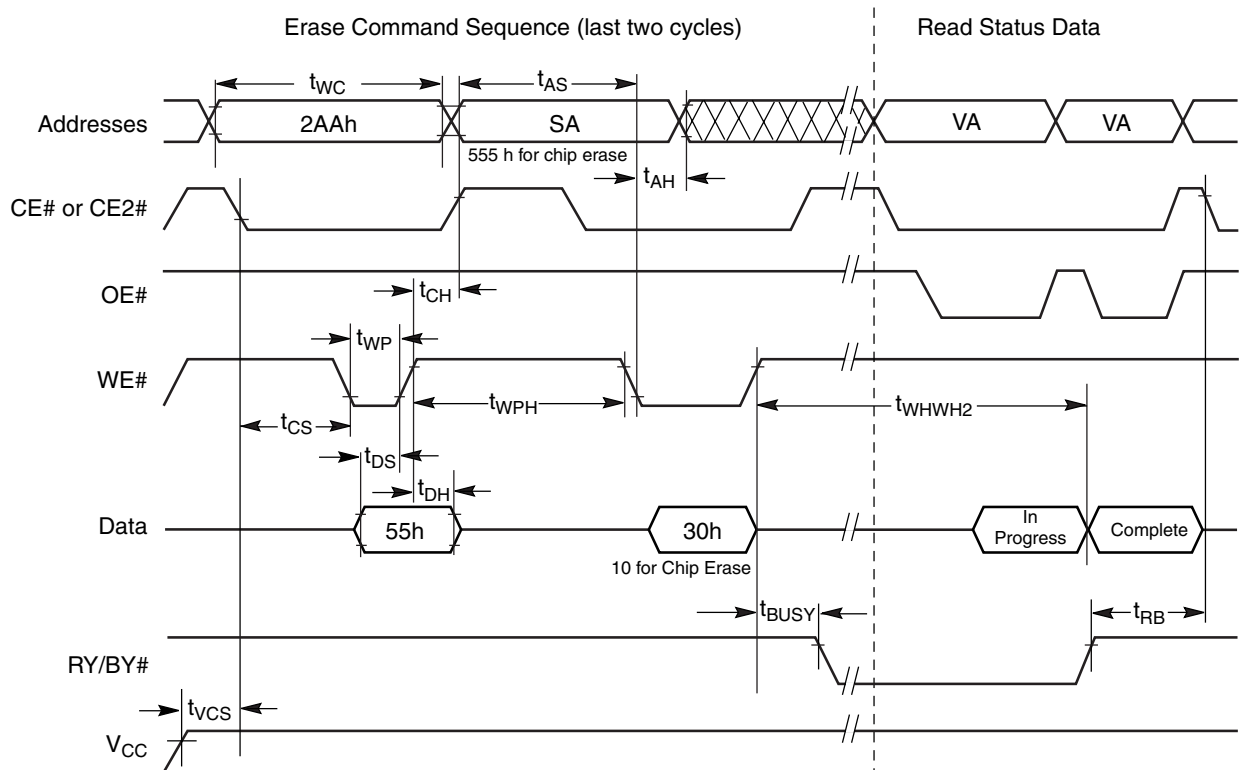 Erase Command Sequence (last two cycles)
Read Status Data
tWC
tAS
Addresses
2AAh
SA
VA
VA
555 h for chip erase
tAH
CE# or CE2#
OE#
tCH
tWP
WE#
tWPH
tWHWH2
tCS
tDS
tDH
Data
55h
30h
In
Progress
Complete
10 for Chip Erase
tBUSY
tRB
RY/BY#
tVCS
VCC